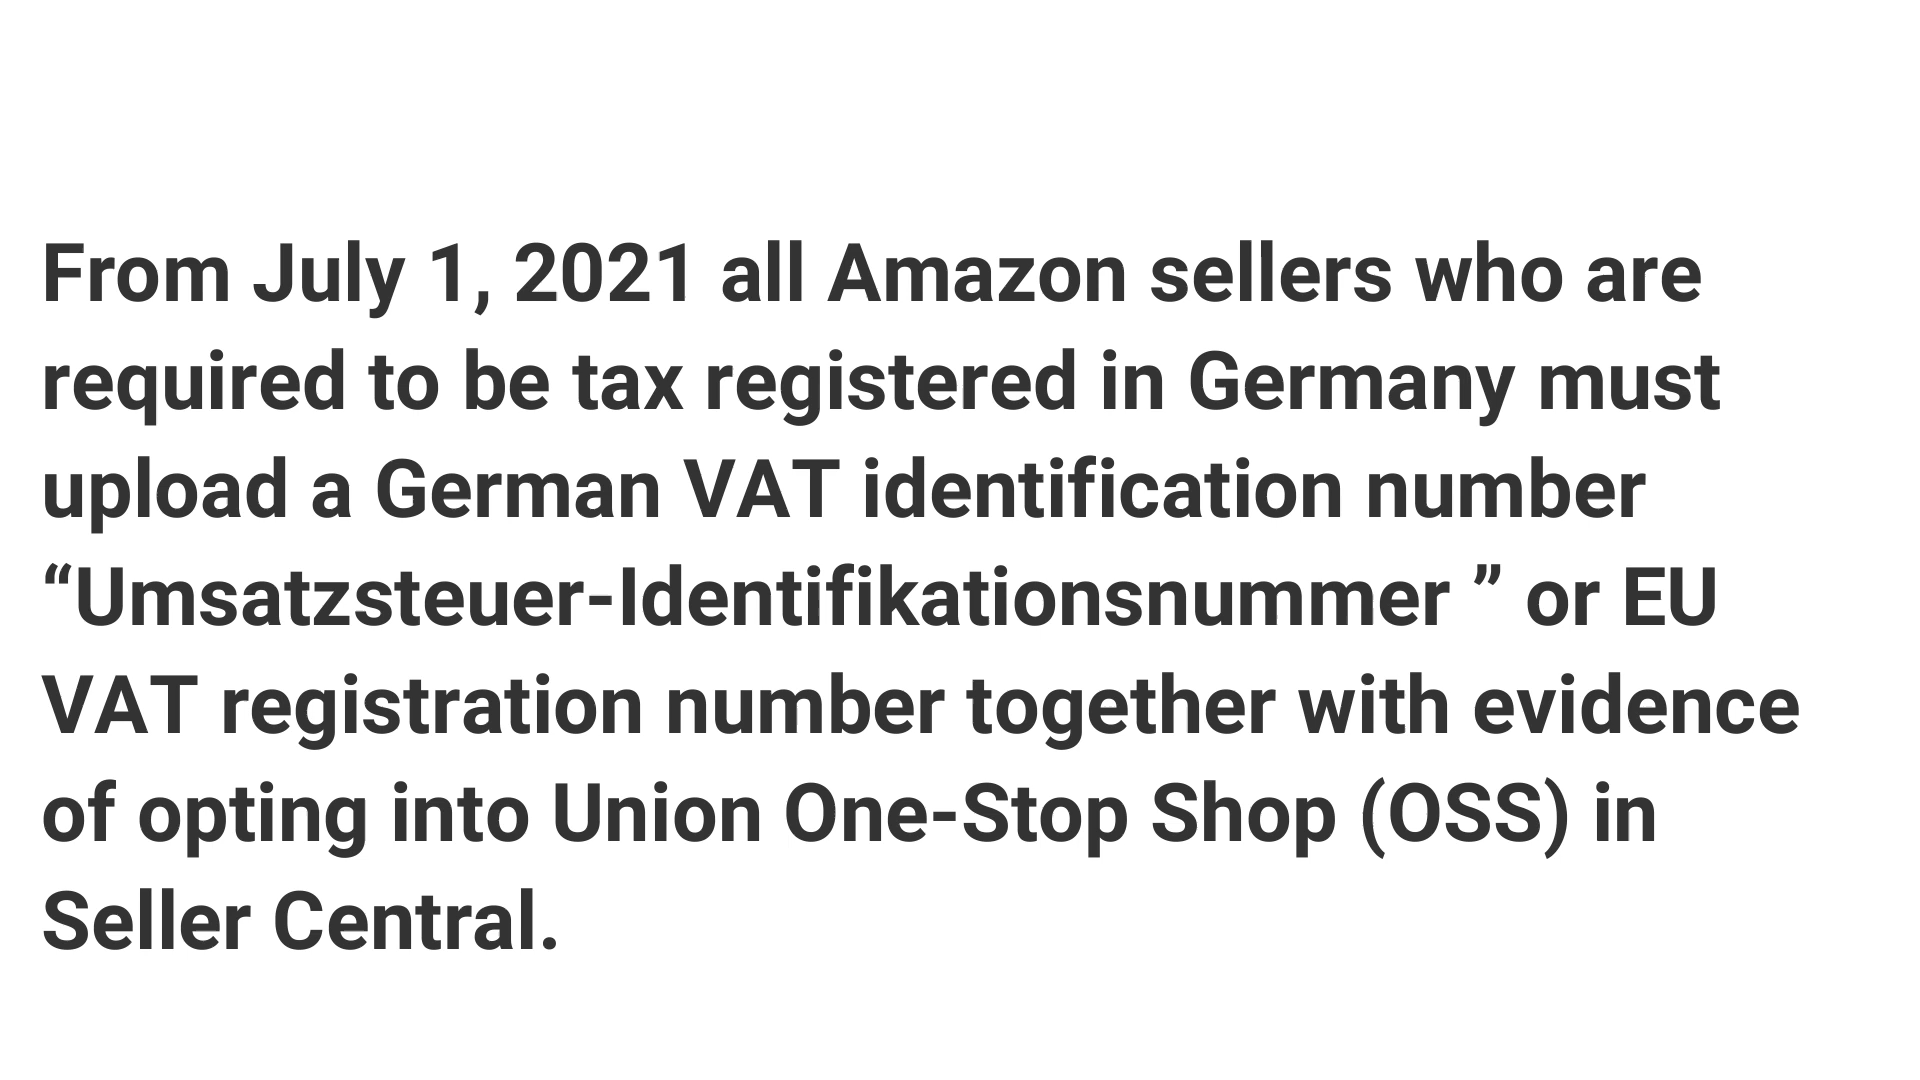 From July 1, 2021 all Amazon sellers who are
required to be tax registered in Germany must
upload a German VAT identification number
“Umsatzsteuer-Identifikationsnummer ” or EU
VAT registration number together with evidence
of opting into Union One-Stop Shop (OSS) in
Seller Central.